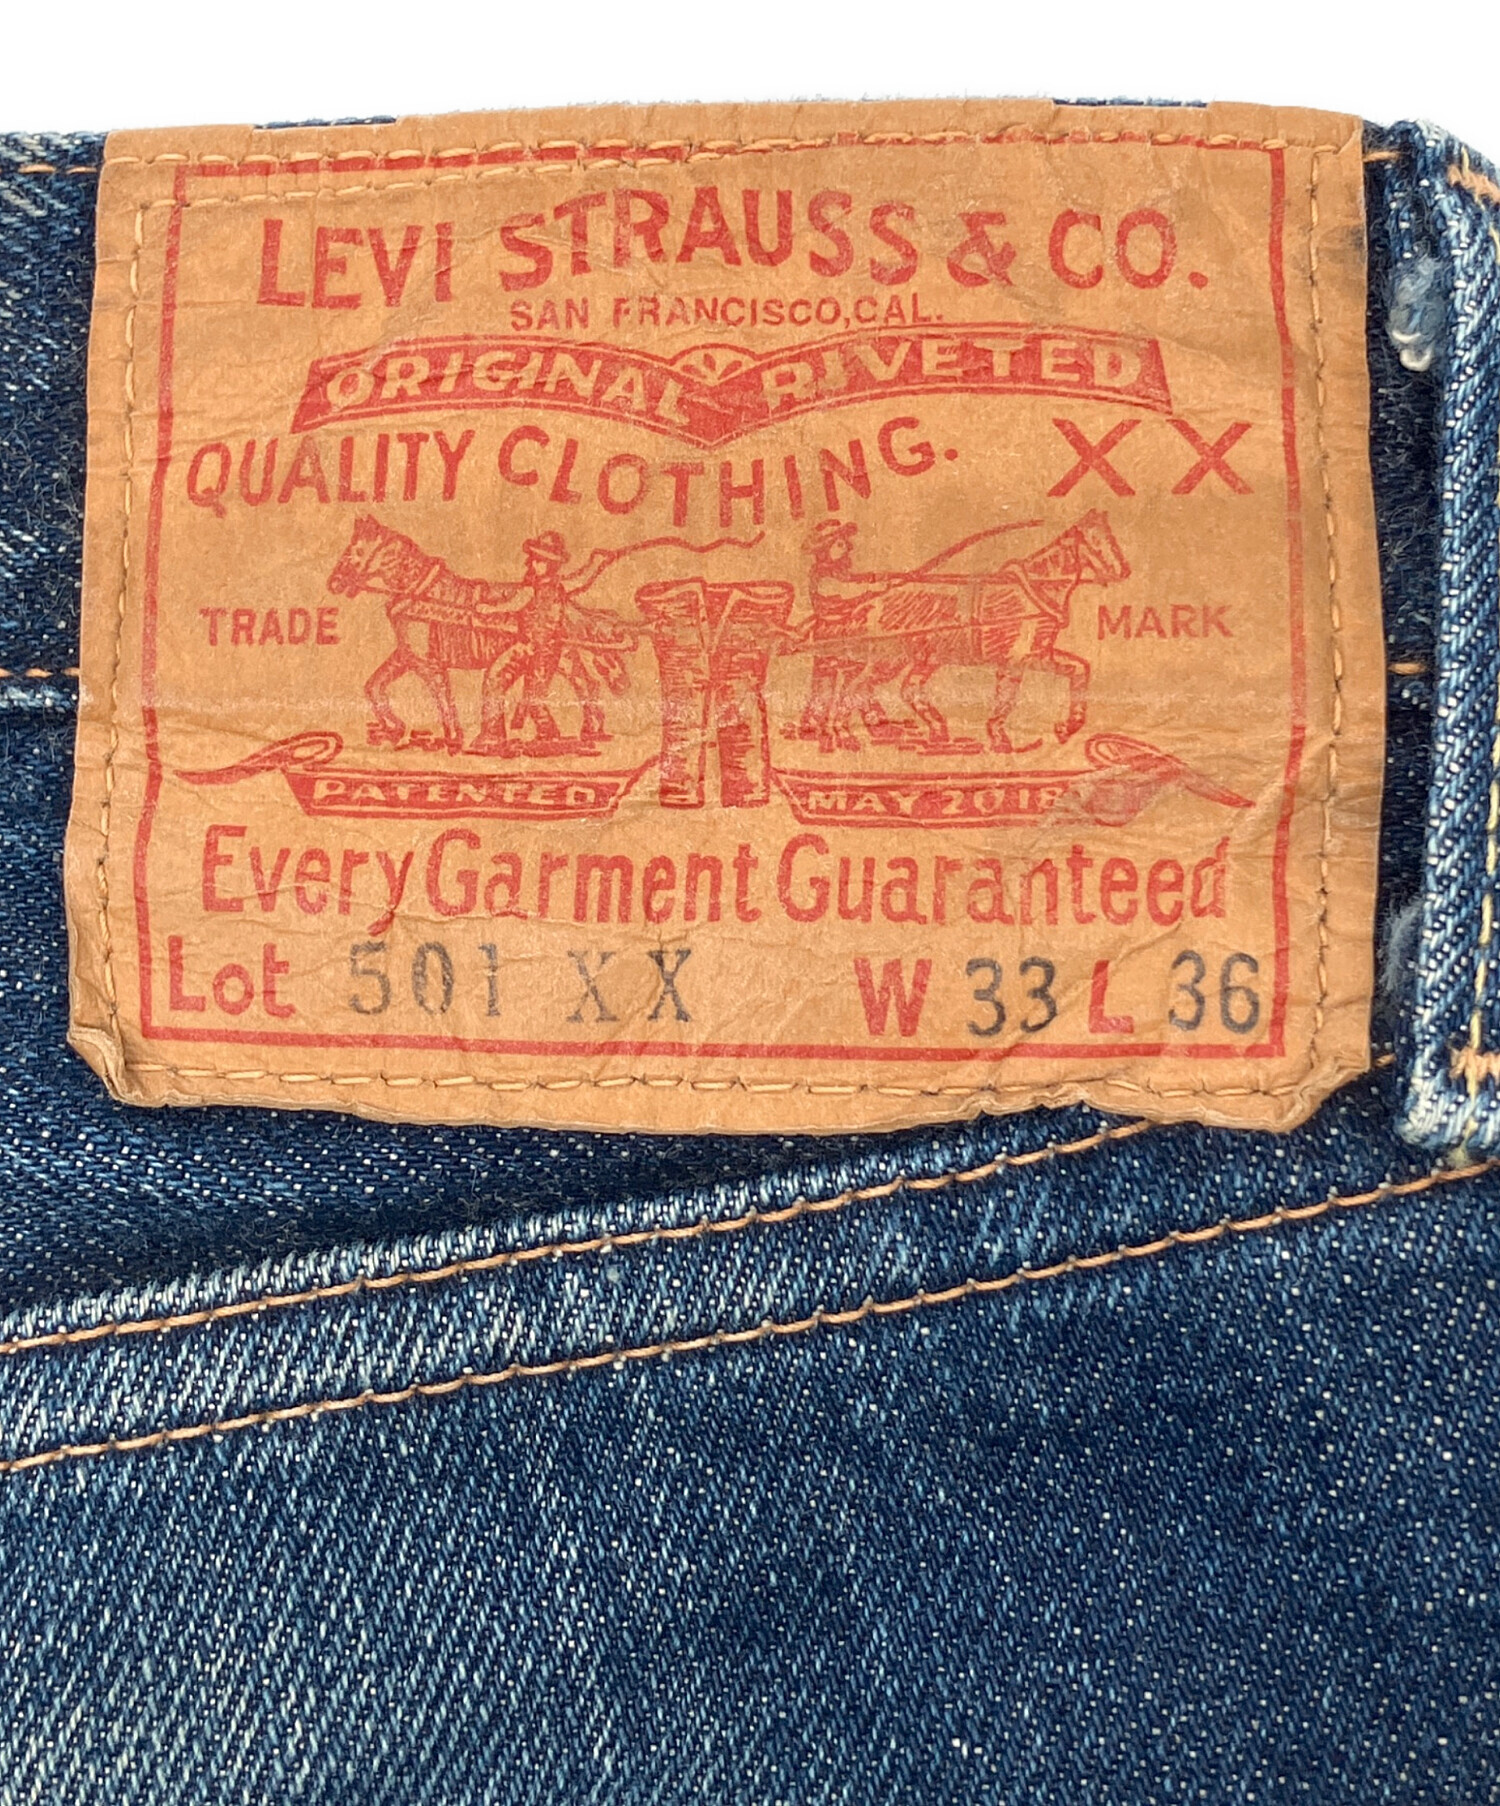 LEVI STRAUSS & CO.
SAN FRANCISCO, CAL.
ORIGINAL RIVETED
QUALITY CLOTHING. XX
TRADE MARK
PATENTED MAY 20 18
Every Garment Guaranteed
Lot 501 XX W 33 L 36